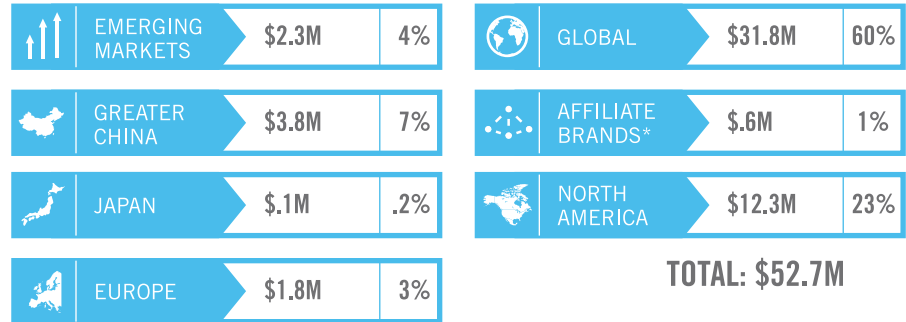 EMERGING
MARKETS
$2.3M
4%
GREATER
CHINA
$3.8M
7%
JAPAN
$.1M
.2%
EUROPE
$1.8M
3%
GLOBAL
$31.8M
60%
AFFILIATE
BRANDS*
$.6M
1%
NORTH
AMERICA
$12.3M
23%
TOTAL: $52.7M